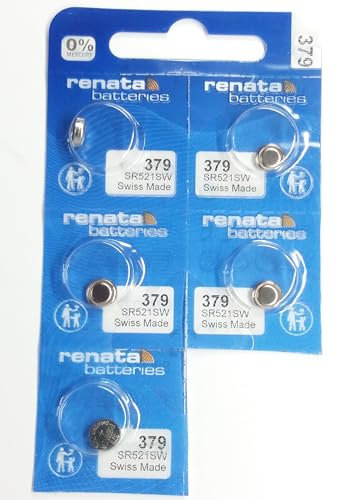 0%
MERCURY
379
renata
batteries
379
SR521SW
Swiss Made
renata
batteries
379
SR521SW
Swiss Made
renata
batteries
379
SR521SW
Swiss Made
renata
batteries
379
SR521SW
Swiss Made
renata
batteries
379
SR521SW
Swiss Made